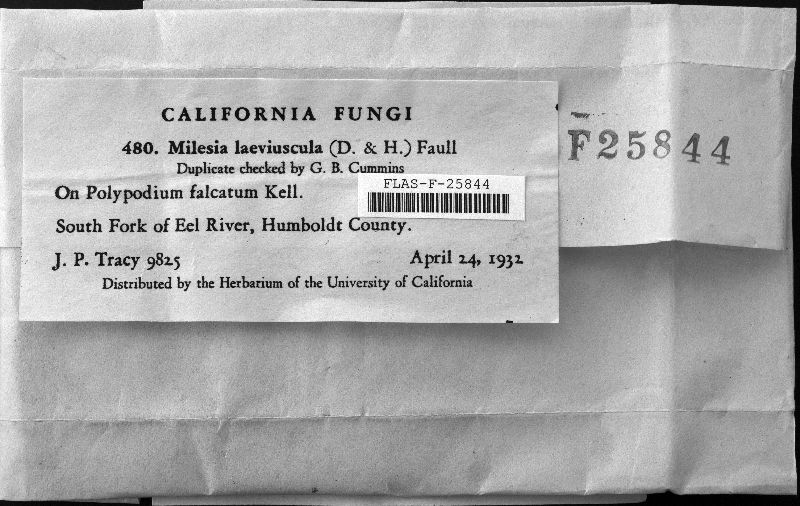 CALIFORNIA FUNGI
480. Milesia laeviuscula (D. & H.) Faull
Duplicate checked by G. B. Cummins
FLAS-F-25844
On Polypodium falcatum Kell.
South Fork of Eel River, Humboldt County.
J. P. Tracy 9825 April 24, 1932
Distributed by the Herbarium of the University of California
F25844